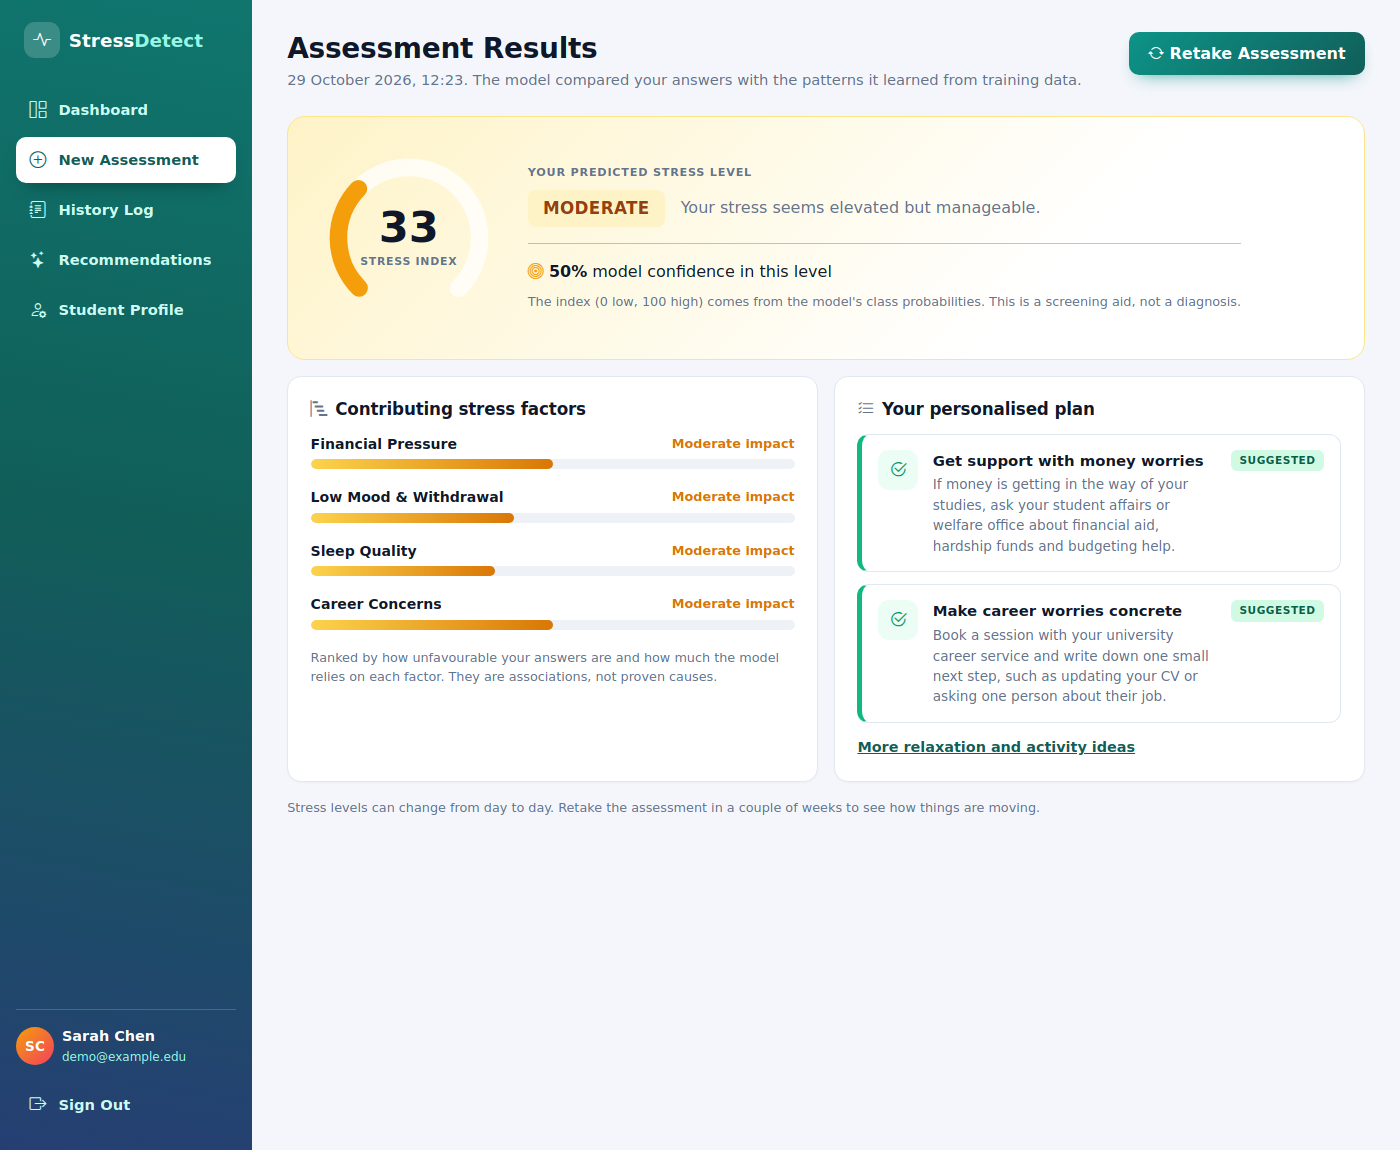 StressDetect
Dashboard
New Assessment
History Log
Recommendations
Student Profile
Sarah Chen
SC
demo@example.edu
Sign Out
Assessment Results
29 October 2026, 12:23. The model compared your answers with the patterns it learned from training data.
Retake Assessment
33
STRESS INDEX
YOUR PREDICTED STRESS LEVEL
MODERATE Your stress seems elevated but manageable.
50% model confidence in this level
The index (0 low, 100 high) comes from the model's class probabilities. This is a screening aid, not a diagnosis.
Contributing stress factors
Financial Pressure Moderate impact
Low Mood & Withdrawal Moderate impact
Sleep Quality Moderate impact
Career Concerns Moderate impact
Ranked by how unfavourable your answers are and how much the model
relies on each factor. They are associations, not proven causes.
Your personalised plan
Get support with money worries SUGGESTED
If money is getting in the way of your
studies, ask your student affairs or
welfare office about financial aid,
hardship funds and budgeting help.
Make career worries concrete SUGGESTED
Book a session with your university
career service and write down one small
next step, such as updating your CV or
asking one person about their job.
More relaxation and activity ideas
Stress levels can change from day to day. Retake the assessment in a couple of weeks to see how things are moving.